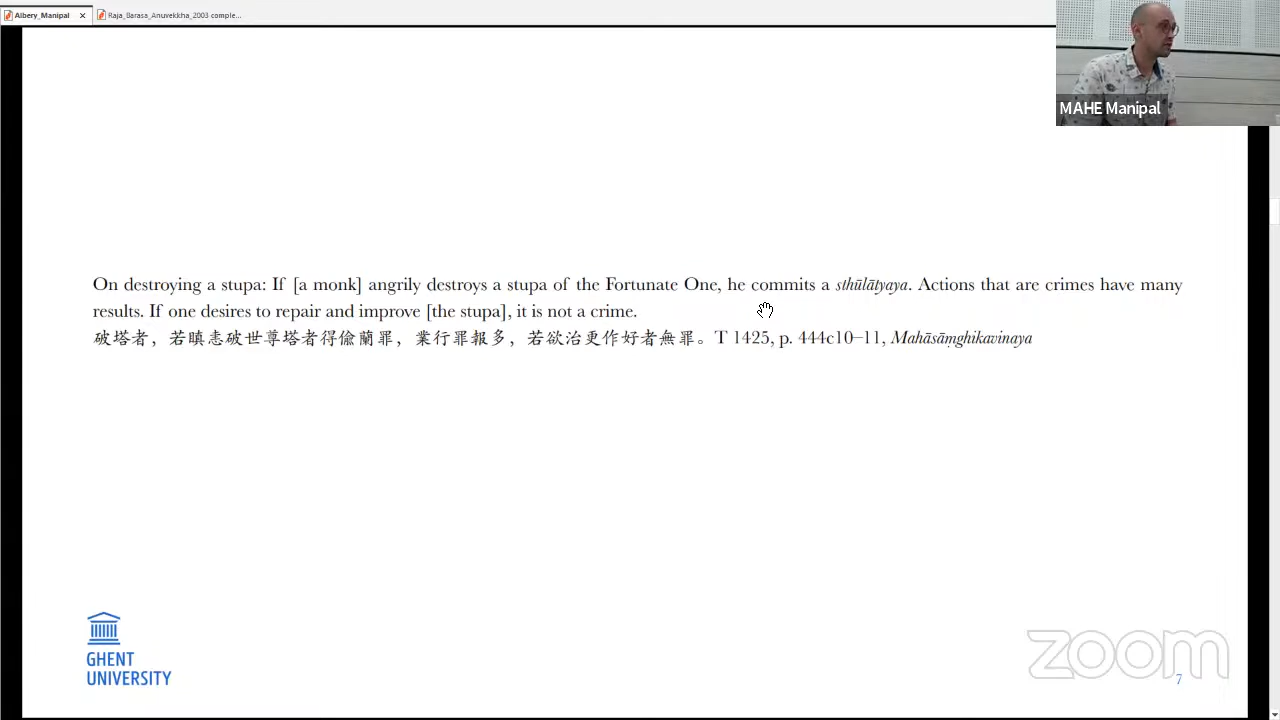 Albery_Manipal
Raja_Barasa_Anuvekkha_2003 comple...
MAHE Manipal
On destroying a stupa: If [a monk] angrily destroys a stupa of the Fortunate One, he commits a sthūlātyaya. Actions that are crimes have many
results. If one desires to repair and improve [the stupa], it is not a crime.
破塔者，若瞋恚破世尊塔者得偷蘭罪，業行罪報多，若欲治更作好者無罪。T 1425, p. 444c10–11, Mahāsāṃghikavinaya
GHENT
UNIVERSITY
zoom
7